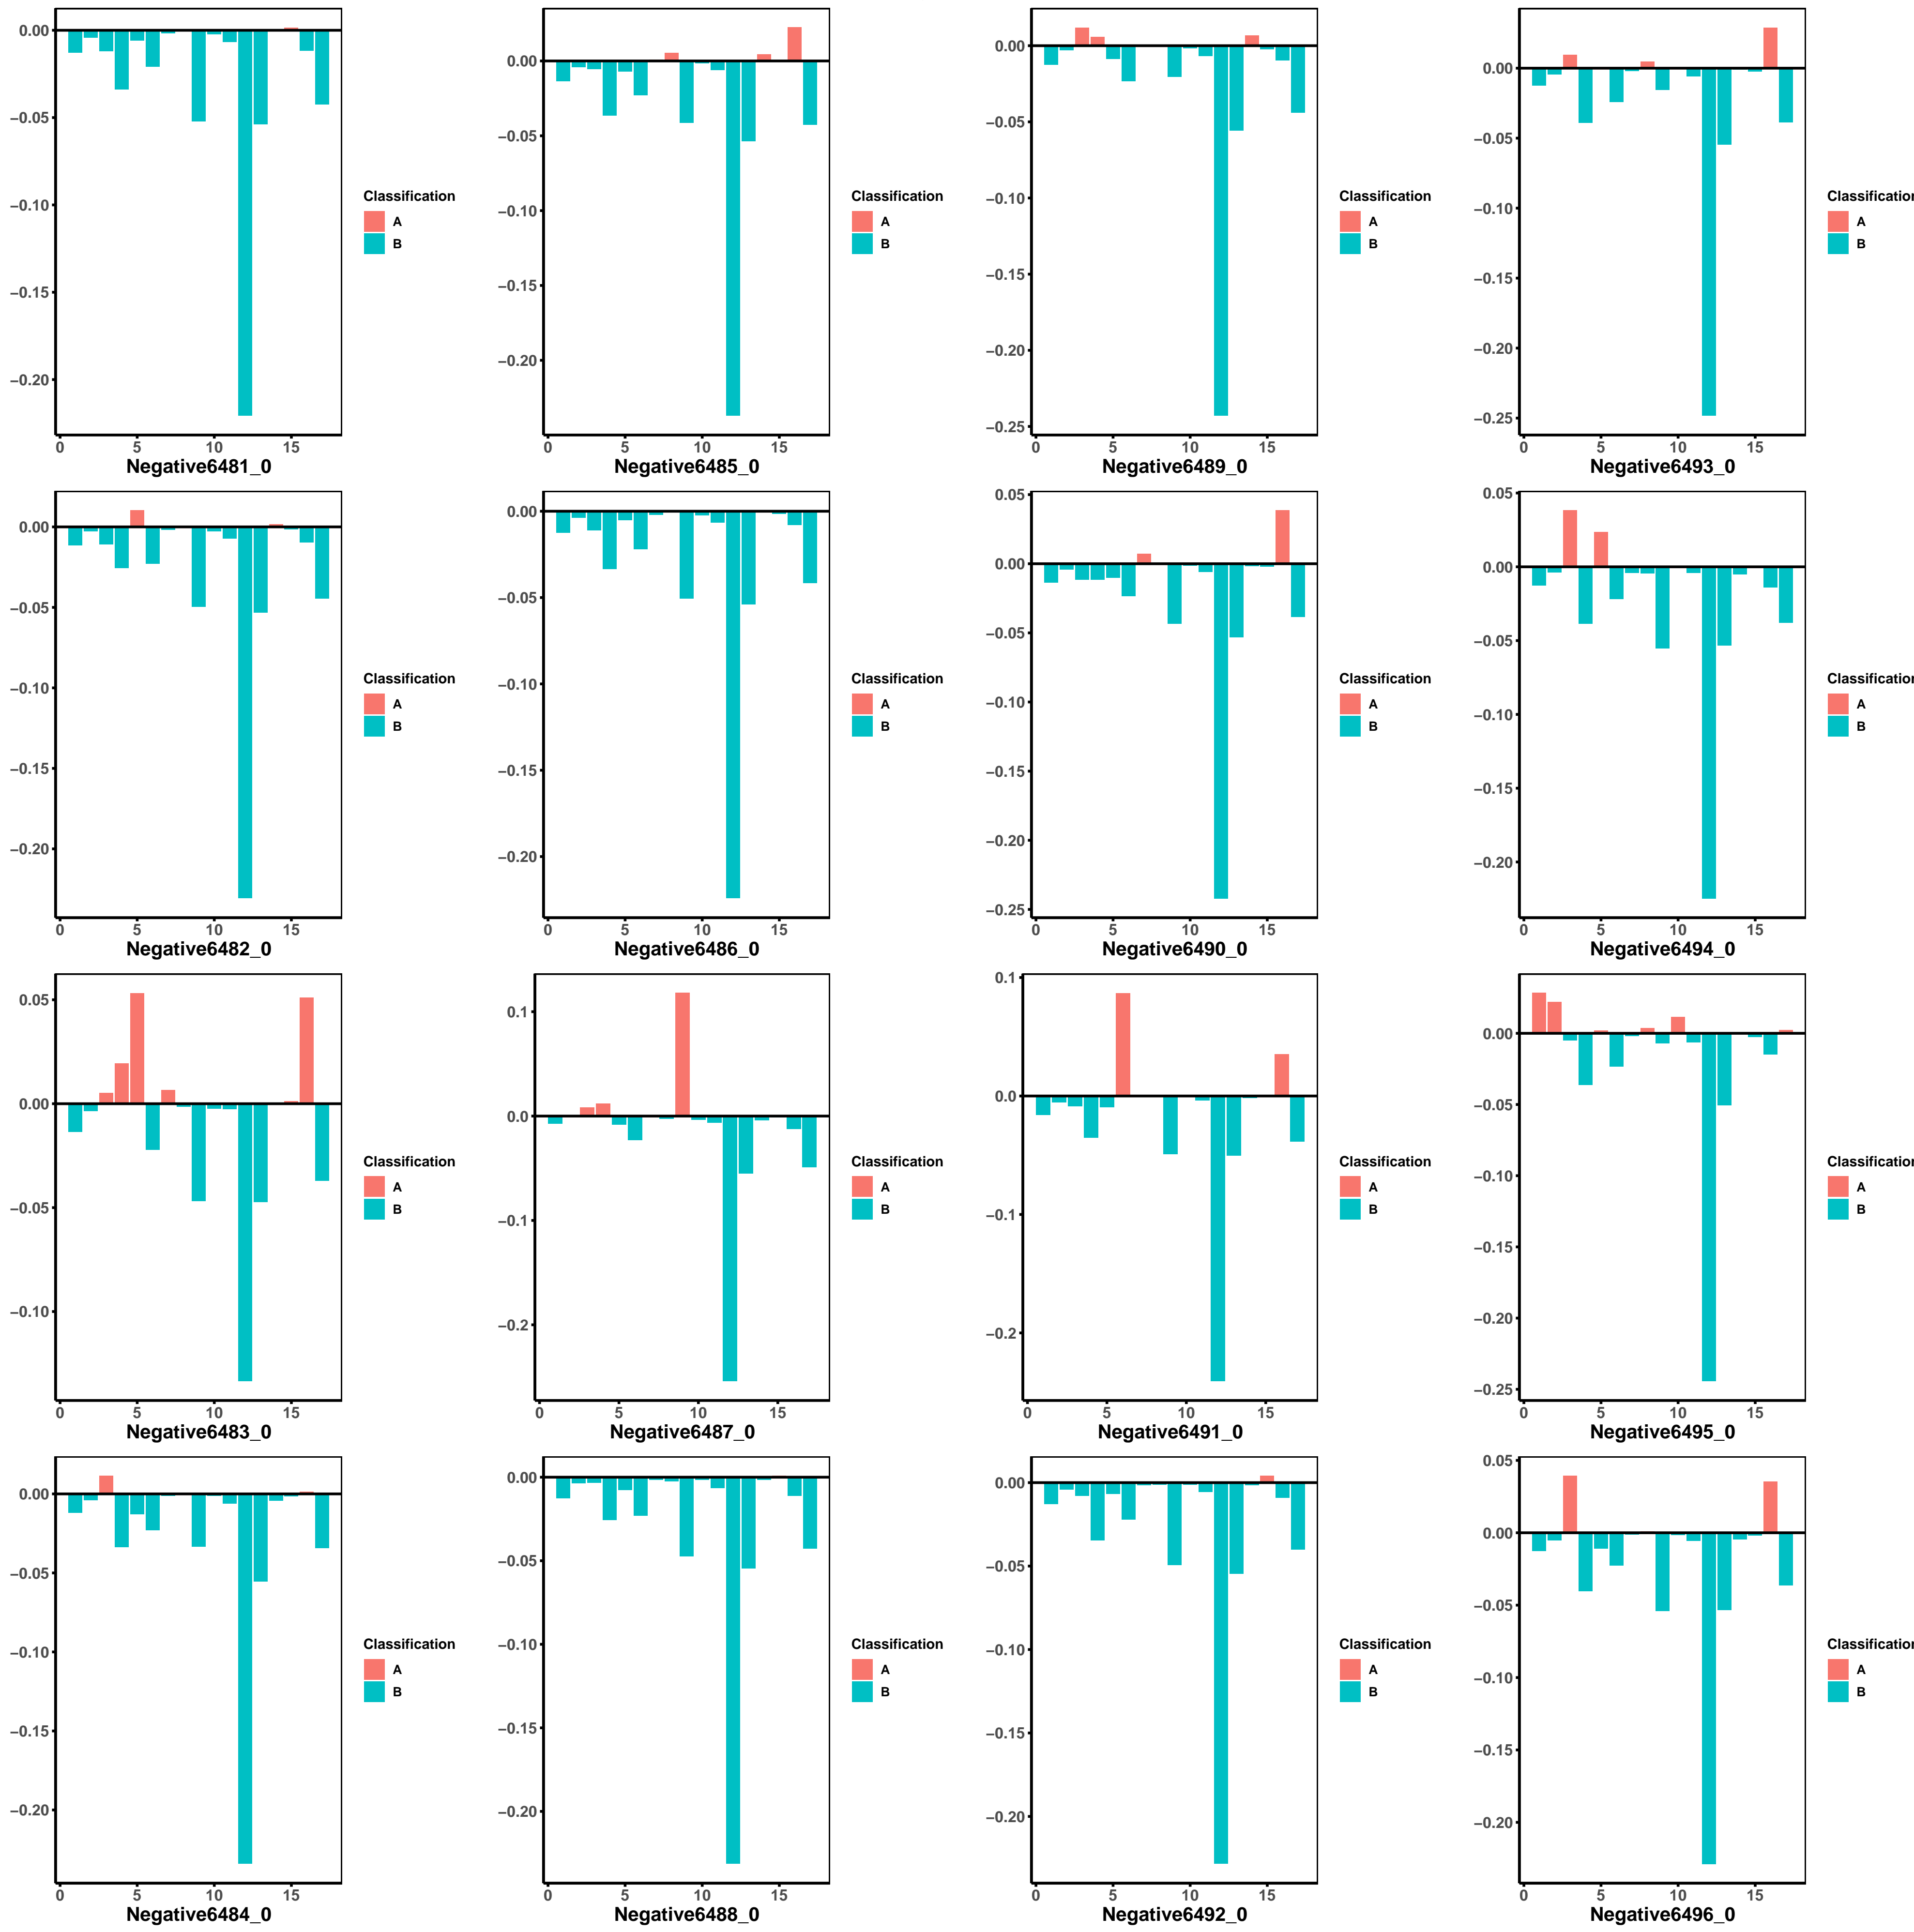 0.00
−0.05
−0.10
−0.15
−0.20
0 5 10 15
Negative6481_0
Classification
A
B
0.00
−0.05
−0.10
−0.15
−0.20
0 5 10 15
Negative6485_0
Classification
A
B
0.00
−0.05
−0.10
−0.15
−0.20
−0.25
0 5 10 15
Negative6489_0
Classification
A
B
0.00
−0.05
−0.10
−0.15
−0.20
−0.25
0 5 10 15
Negative6493_0
Classification
A
B
0.00
−0.05
−0.10
−0.15
−0.20
0 5 10 15
Negative6482_0
Classification
A
B
0.00
−0.05
−0.10
−0.15
−0.20
0 5 10 15
Negative6486_0
Classification
A
B
0.05
0.00
−0.05
−0.10
−0.15
−0.20
−0.25
0 5 10 15
Negative6490_0
Classification
A
B
0.05
0.00
−0.05
−0.10
−0.15
−0.20
0 5 10 15
Negative6494_0
Classification
A
B
0.05
0.00
−0.05
−0.10
0 5 10 15
Negative6483_0
Classification
A
B
0.1
0.0
−0.1
−0.2
0 5 10 15
Negative6487_0
Classification
A
B
0.1
0.0
−0.1
−0.2
0 5 10 15
Negative6491_0
Classification
A
B
0.00
−0.05
−0.10
−0.15
−0.20
−0.25
0 5 10 15
Negative6495_0
Classification
A
B
0.00
−0.05
−0.10
−0.15
−0.20
0 5 10 15
Negative6484_0
Classification
A
B
0.00
−0.05
−0.10
−0.15
−0.20
0 5 10 15
Negative6488_0
Classification
A
B
0.00
−0.05
−0.10
−0.15
−0.20
0 5 10 15
Negative6492_0
Classification
A
B
0.05
0.00
−0.05
−0.10
−0.15
−0.20
0 5 10 15
Negative6496_0
Classification
A
B